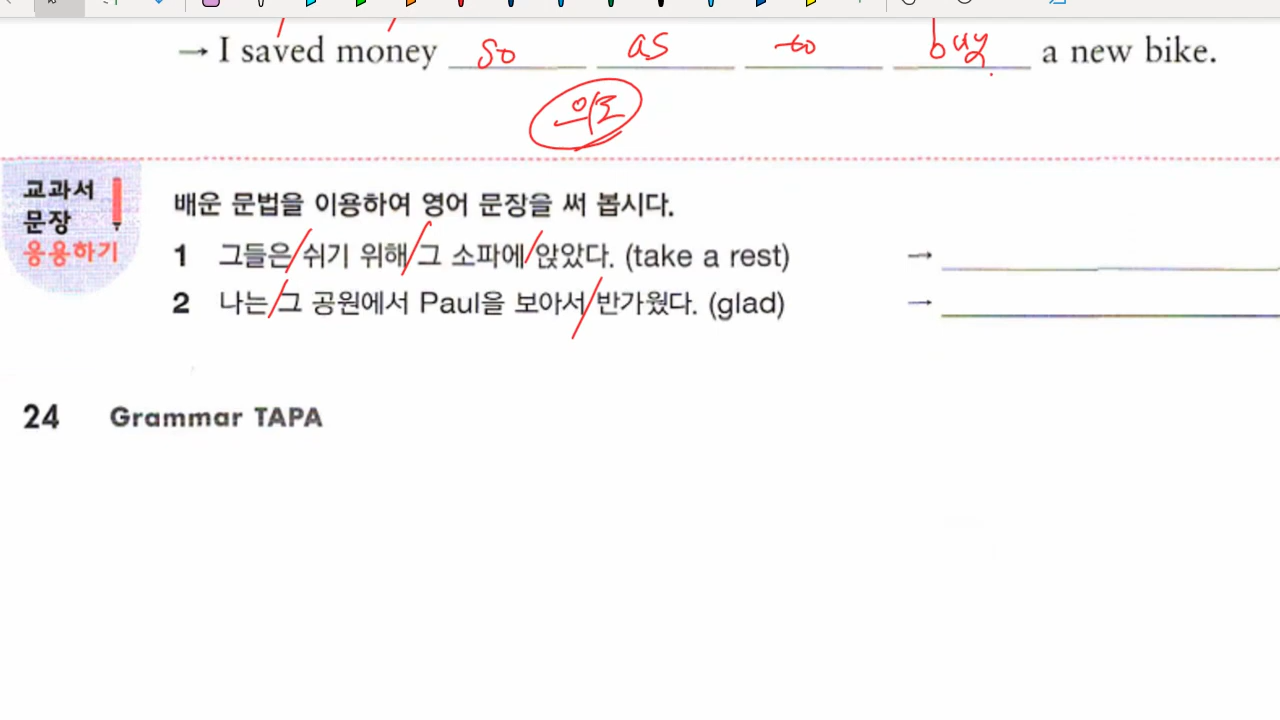 → I saved money so as to buy a new bike.
의도
교과서
문장
응용하기
배운 문법을 이용하여 영어 문장을 써 봅시다.
1 그들은 쉬기 위해 그 소파에 앉았다. (take a rest) →
2 나는 그 공원에서 Paul을 보아서 반가웠다. (glad) →
24 Grammar TAPA